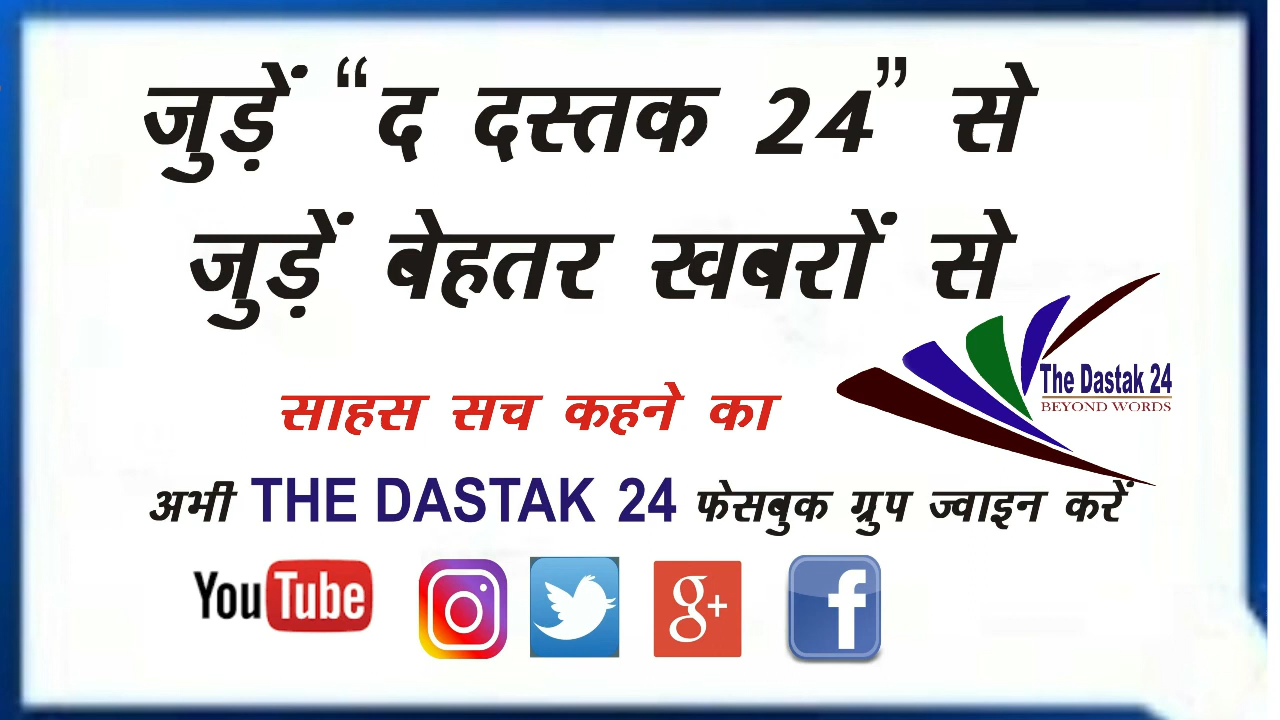 जुड़ें “द दस्तक 24” से
जुड़ें बेहतर खबरों से
The Dastak 24
BEYOND WORDS
साहस सच कहने का
अभी THE DASTAK 24 फेसबुक ग्रुप ज्वाइन करें
YouTube
g+
f